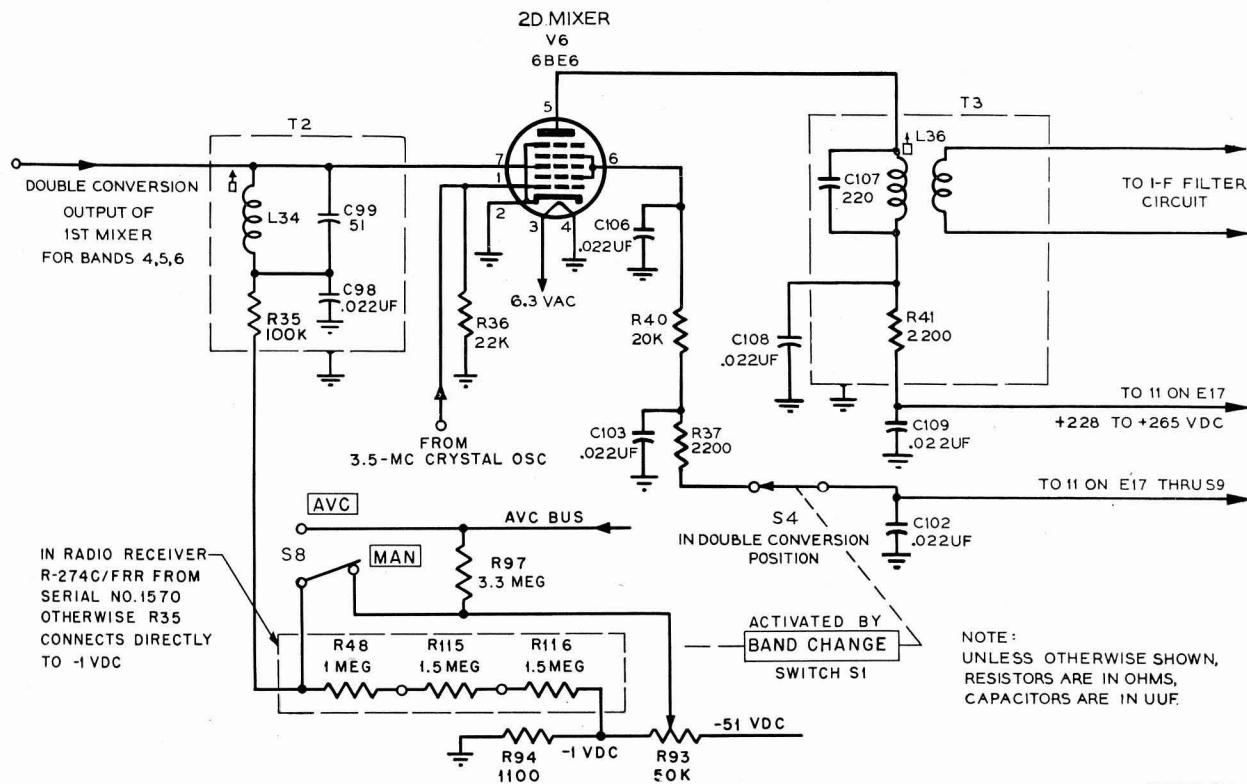 2D MIXER
V6
6BE6
5
7
1
6
2
3
4
6.3 VAC
DOUBLE CONVERSION
OUTPUT OF
1ST MIXER
FOR BANDS 4,5,6
T2
L34
C99
51
C98
.022UF
R35
100K
R36
22K
FROM
3.5-MC CRYSTAL OSC
C106
.022UF
R40
20K
C103
.022UF
R37
2200
T3
L36
C107
220
TO I-F FILTER
CIRCUIT
R41
2200
C108
.022UF
TO 11 ON E17
+228 TO +265 VDC
C109
.022UF
TO 11 ON E17 THRU S9
C102
.022UF
S4
IN DOUBLE CONVERSION
POSITION
ACTIVATED BY
BAND CHANGE
SWITCH S1
AVC
AVC BUS
S8
MAN
R97
3.3 MEG
IN RADIO RECEIVER
R-274C/FRR FROM
SERIAL NO.1570
OTHERWISE R35
CONNECTS DIRECTLY
TO -1 VDC
R48
1 MEG
R115
1.5MEG
R116
1.5MEG
R94
1100
-1 VDC
R93
50K
-51 VDC
NOTE:
UNLESS OTHERWISE SHOWN,
RESISTORS ARE IN OHMS,
CAPACITORS ARE IN UUF.